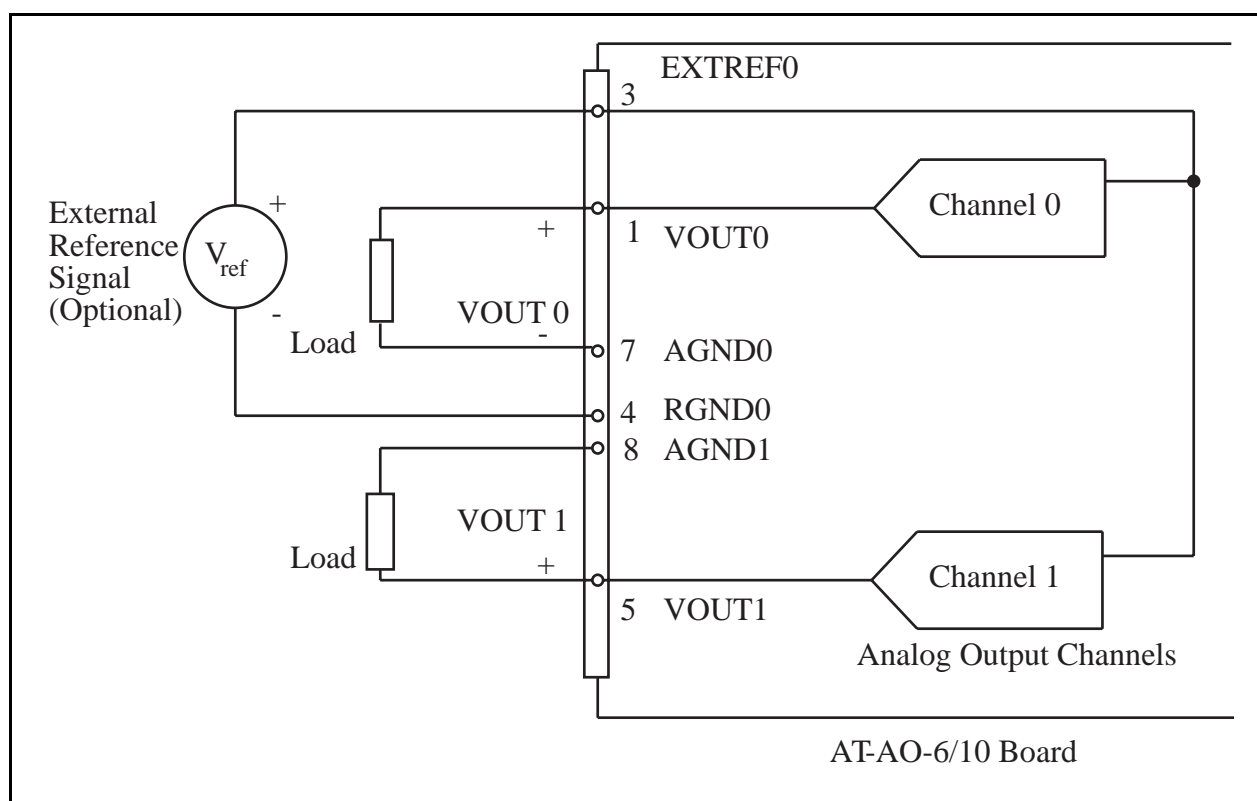 EXTREF0
3
External
Reference
Signal
(Optional)
+
Vref
-
+
1 VOUT0
Channel 0
VOUT 0
-
Load
7 AGND0
4 RGND0
8 AGND1
VOUT 1
Load
+
Channel 1
5 VOUT1
Analog Output Channels
AT-AO-6/10 Board